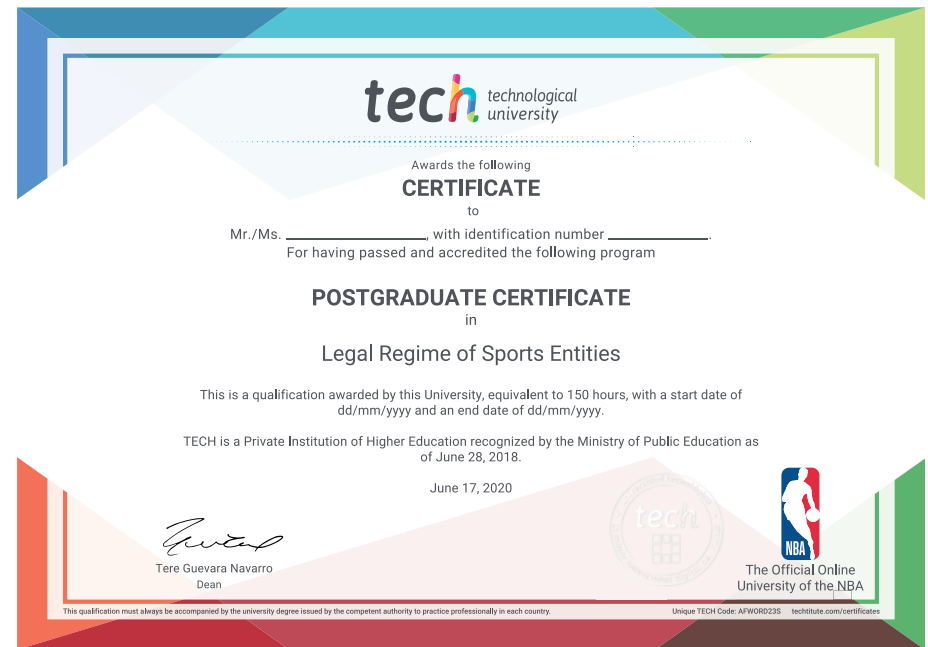 tech technological
university
Awards the following
CERTIFICATE
to
Mr./Ms. ____________________, with identification number ______________.
For having passed and accredited the following program
POSTGRADUATE CERTIFICATE
in
Legal Regime of Sports Entities
This is a qualification awarded by this University, equivalent to 150 hours, with a start date of
dd/mm/yyyy and an end date of dd/mm/yyyy.
TECH is a Private Institution of Higher Education recognized by the Ministry of Public Education as
of June 28, 2018.
June 17, 2020
tech
NBA
Tere Guevara Navarro
Dean
The Official Online
University of the NBA
This qualification must always be accompanied by the university degree issued by the competent authority to practice professionally in each country.
Unique TECH Code: AFWORD23S techtitute.com/certificates